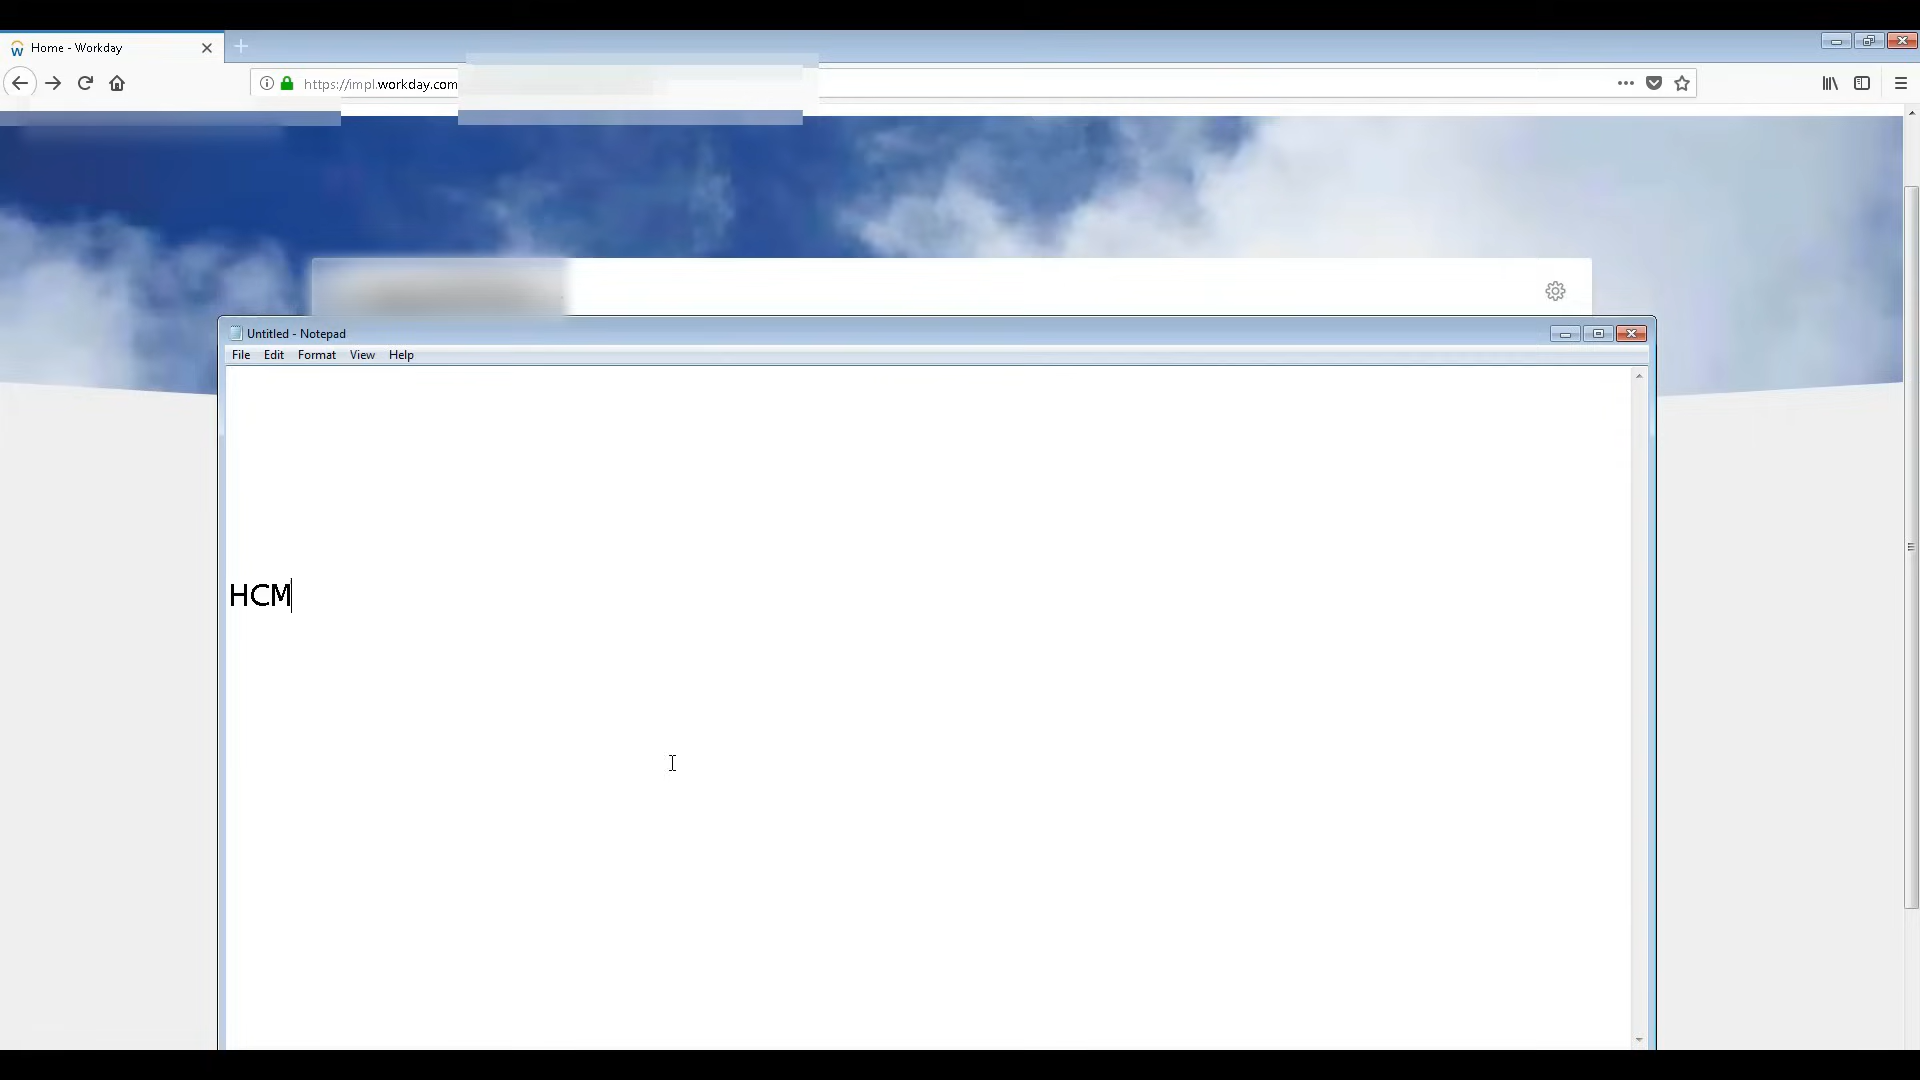 Home - Workday
https://impl.workday.com
Untitled - Notepad
File Edit Format View Help
HCM